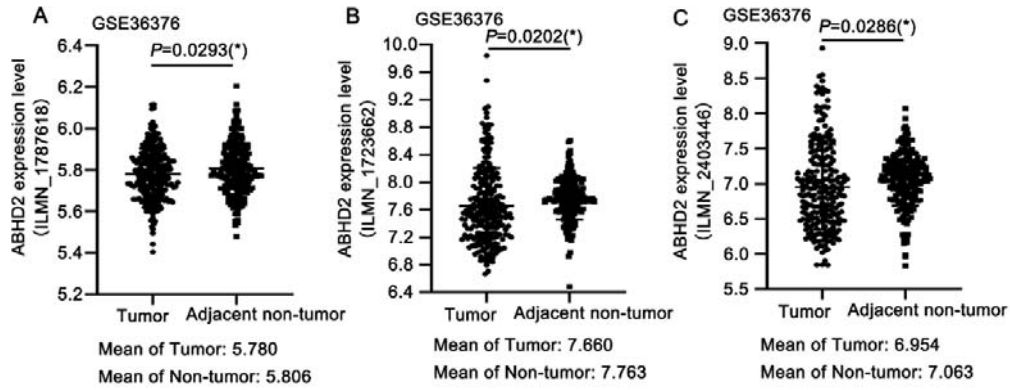 A
GSE36376
P=0.0293(*)
ABHD2 expression level
(ILMN_1787618)
6.4
6.2
6.0
5.8
5.6
5.4
5.2
Tumor
Adjacent non-tumor
Mean of Tumor: 5.780
Mean of Non-tumor: 5.806
B
GSE36376
P=0.0202(*)
ABHD2 expression level
(ILMN_1723662)
10.0
9.6
9.2
8.8
8.4
8.0
7.6
7.2
6.8
6.4
Tumor
Adjacent non-tumor
Mean of Tumor: 7.660
Mean of Non-tumor: 7.763
C
GSE36376
P=0.0286(*)
ABHD2 expression level
(ILMN_2403446)
9.0
8.5
8.0
7.5
7.0
6.5
6.0
5.5
Tumor
Adjacent non-tumor
Mean of Tumor: 6.954
Mean of Non-tumor: 7.063